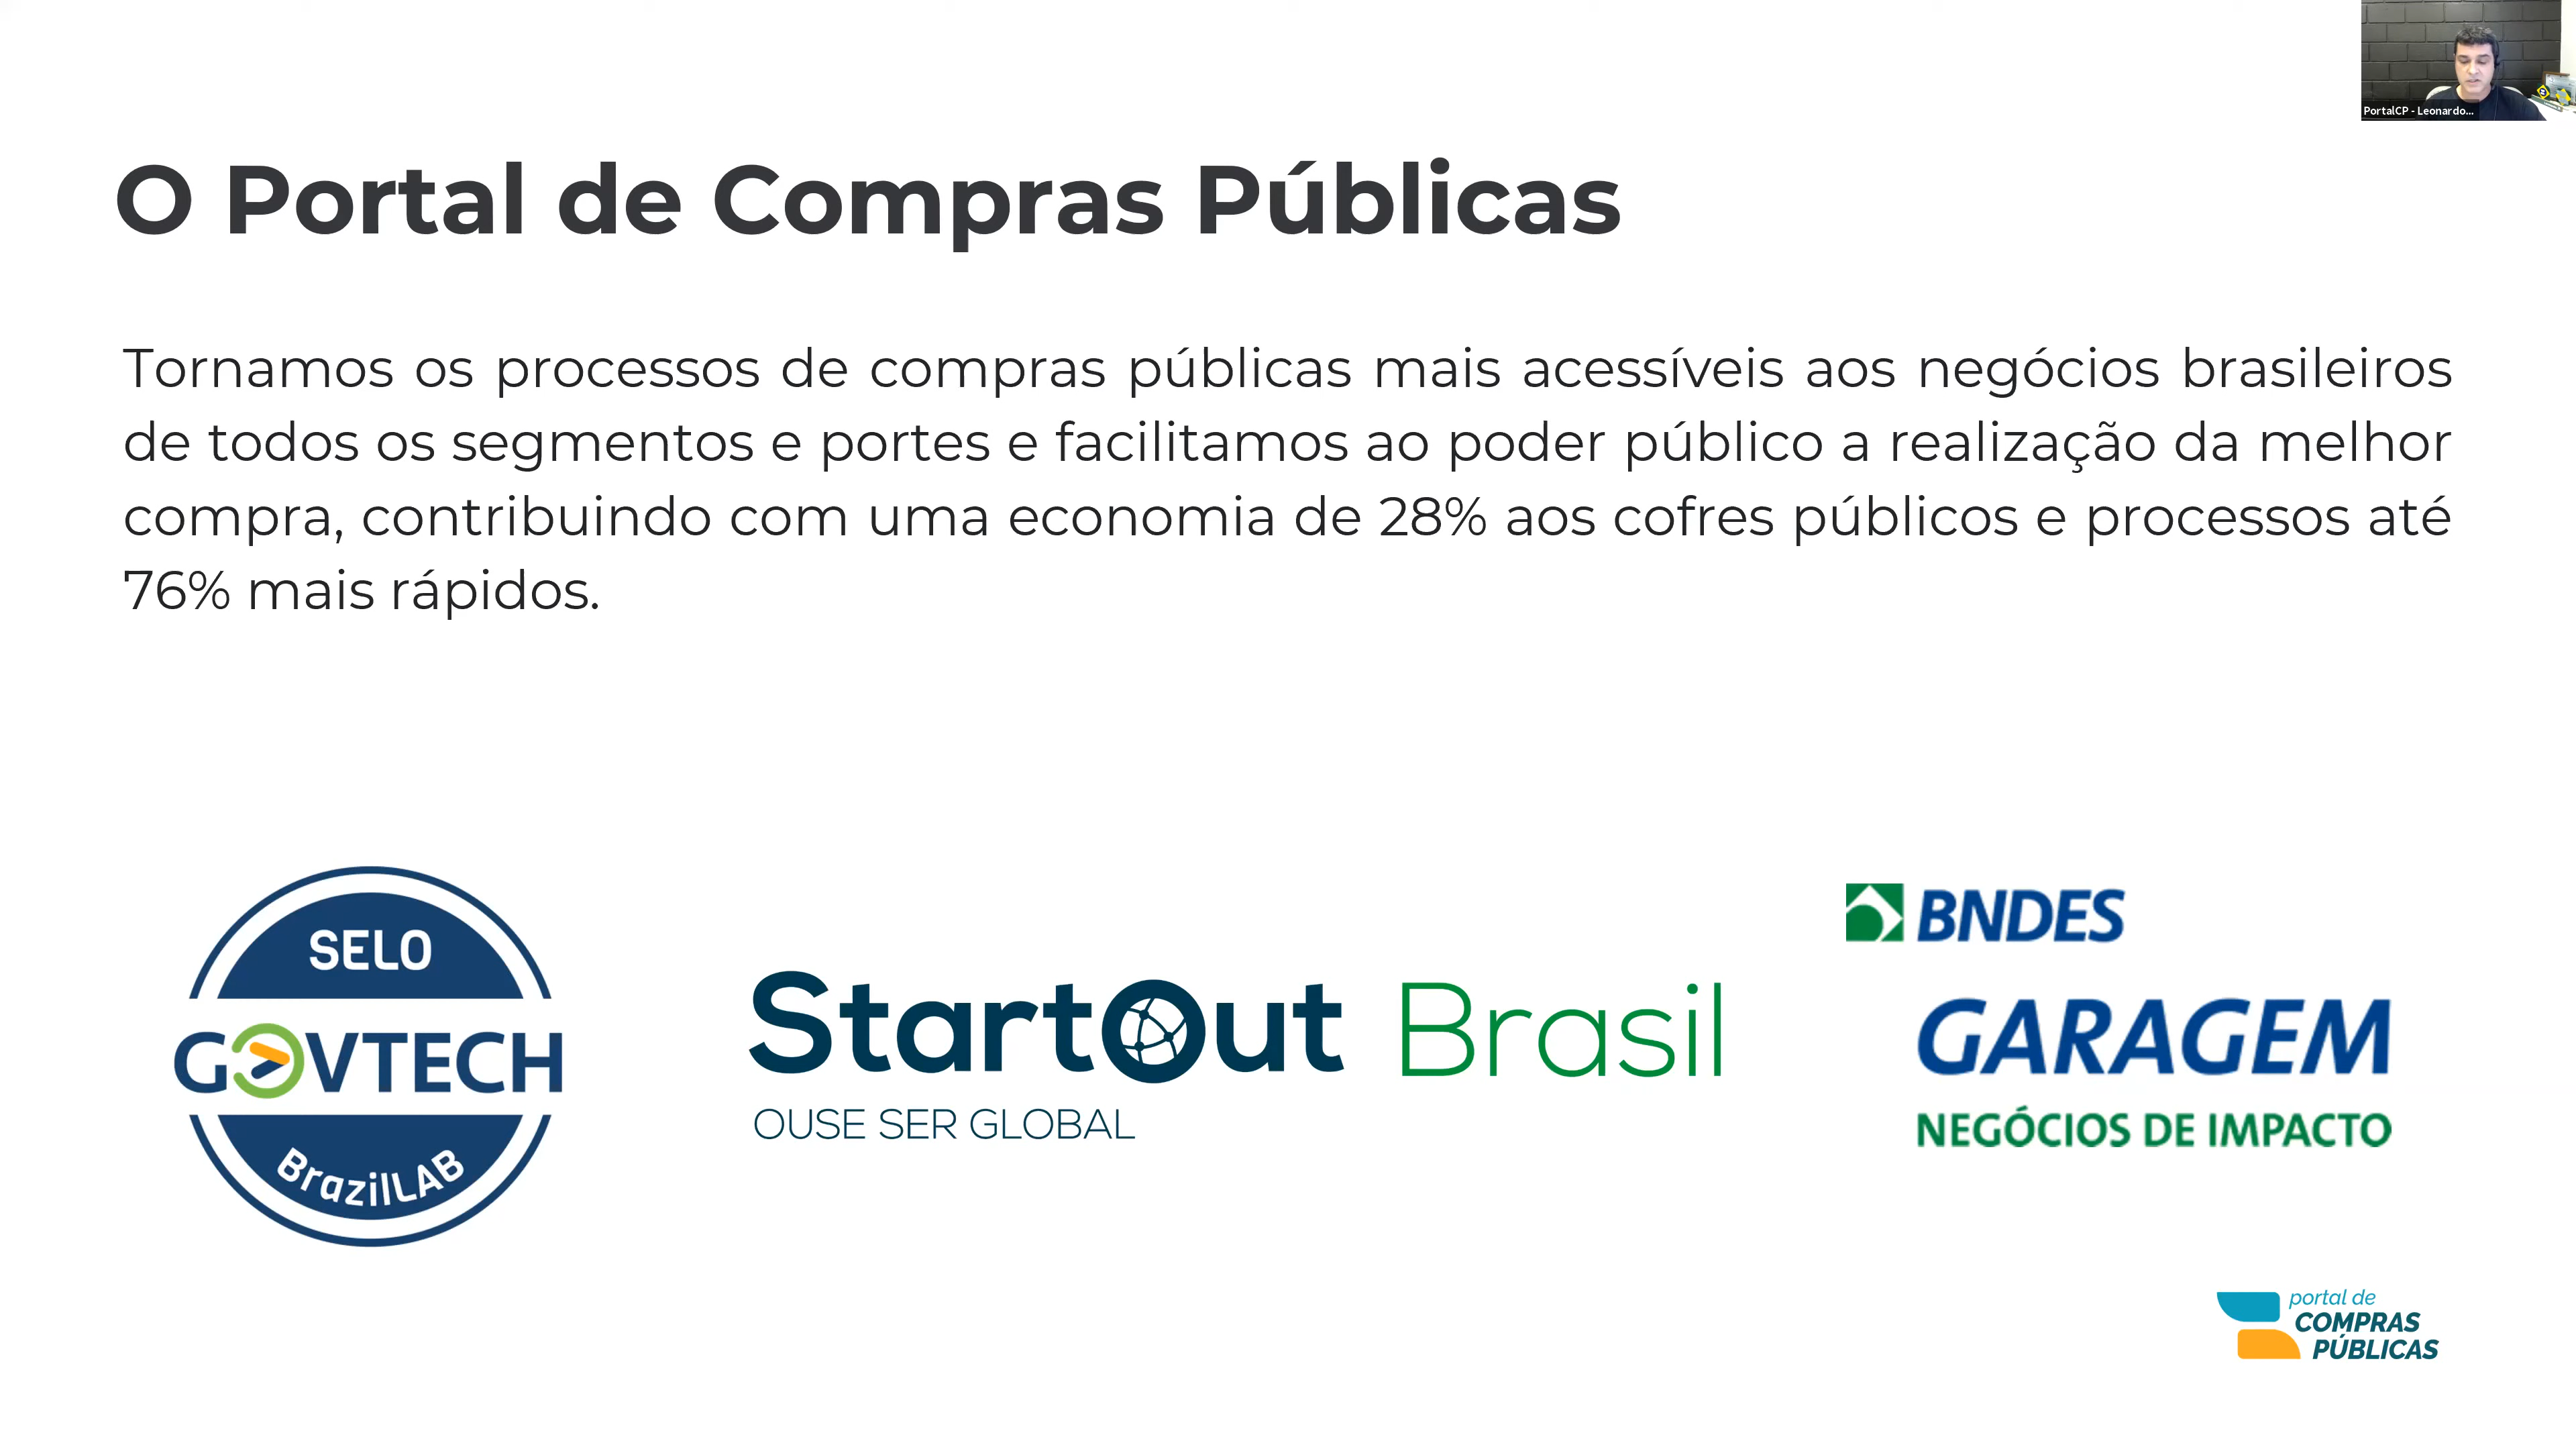 PortalCP - Leonardo...
O Portal de Compras Públicas
Tornamos os processos de compras públicas mais acessíveis aos negócios brasileiros
de todos os segmentos e portes e facilitamos ao poder público a realização da melhor
compra, contribuindo com uma economia de 28% aos cofres públicos e processos até
76% mais rápidos.
SELO
GOVTECH
BrazilLAB
StartOut Brasil
OUSE SER GLOBAL
BNDES
GARAGEM
NEGÓCIOS DE IMPACTO
portal de
COMPRAS
PÚBLICAS